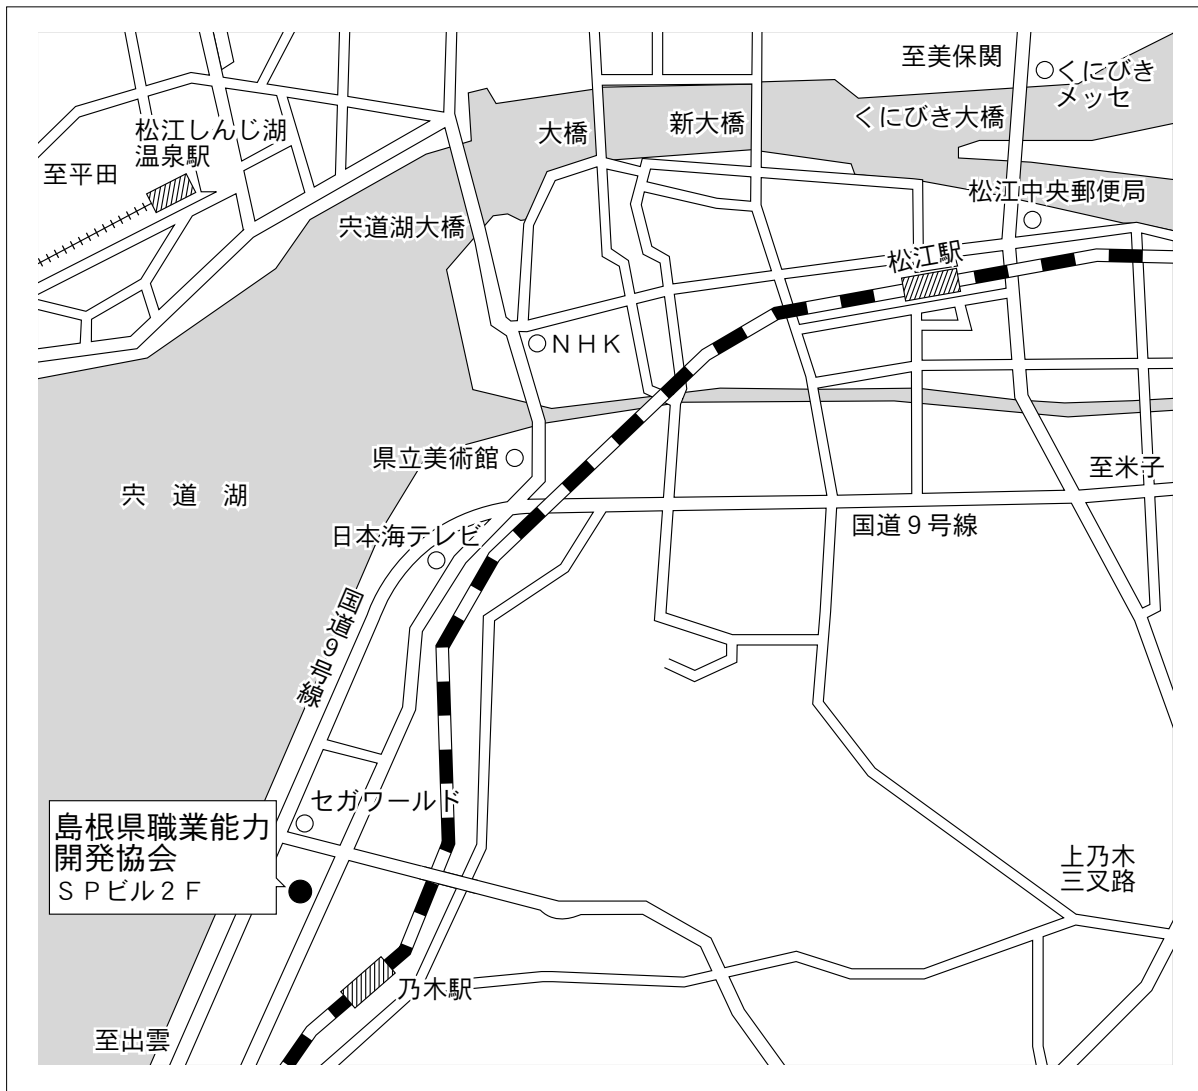 至美保関
くにびき
メッセ
大橋
新大橋
くにびき大橋
松江しんじ湖
温泉駅
至平田
松江中央郵便局
宍道湖大橋
松江駅
ＮＨＫ
県立美術館
至米子
宍道湖
国道９号線
日本海テレビ
国道９号線
セガワールド
島根県職業能力
開発協会
ＳＰビル２Ｆ
上乃木
三叉路
乃木駅
至出雲